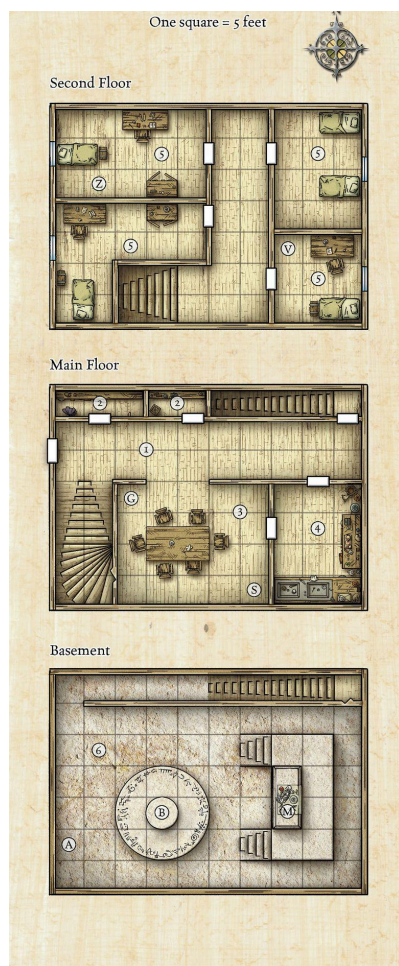 One square = 5 feet
Second Floor
5
5
Z
5
V
5
Main Floor
2
2
1
G
3
4
S
Basement
6
B
M
A